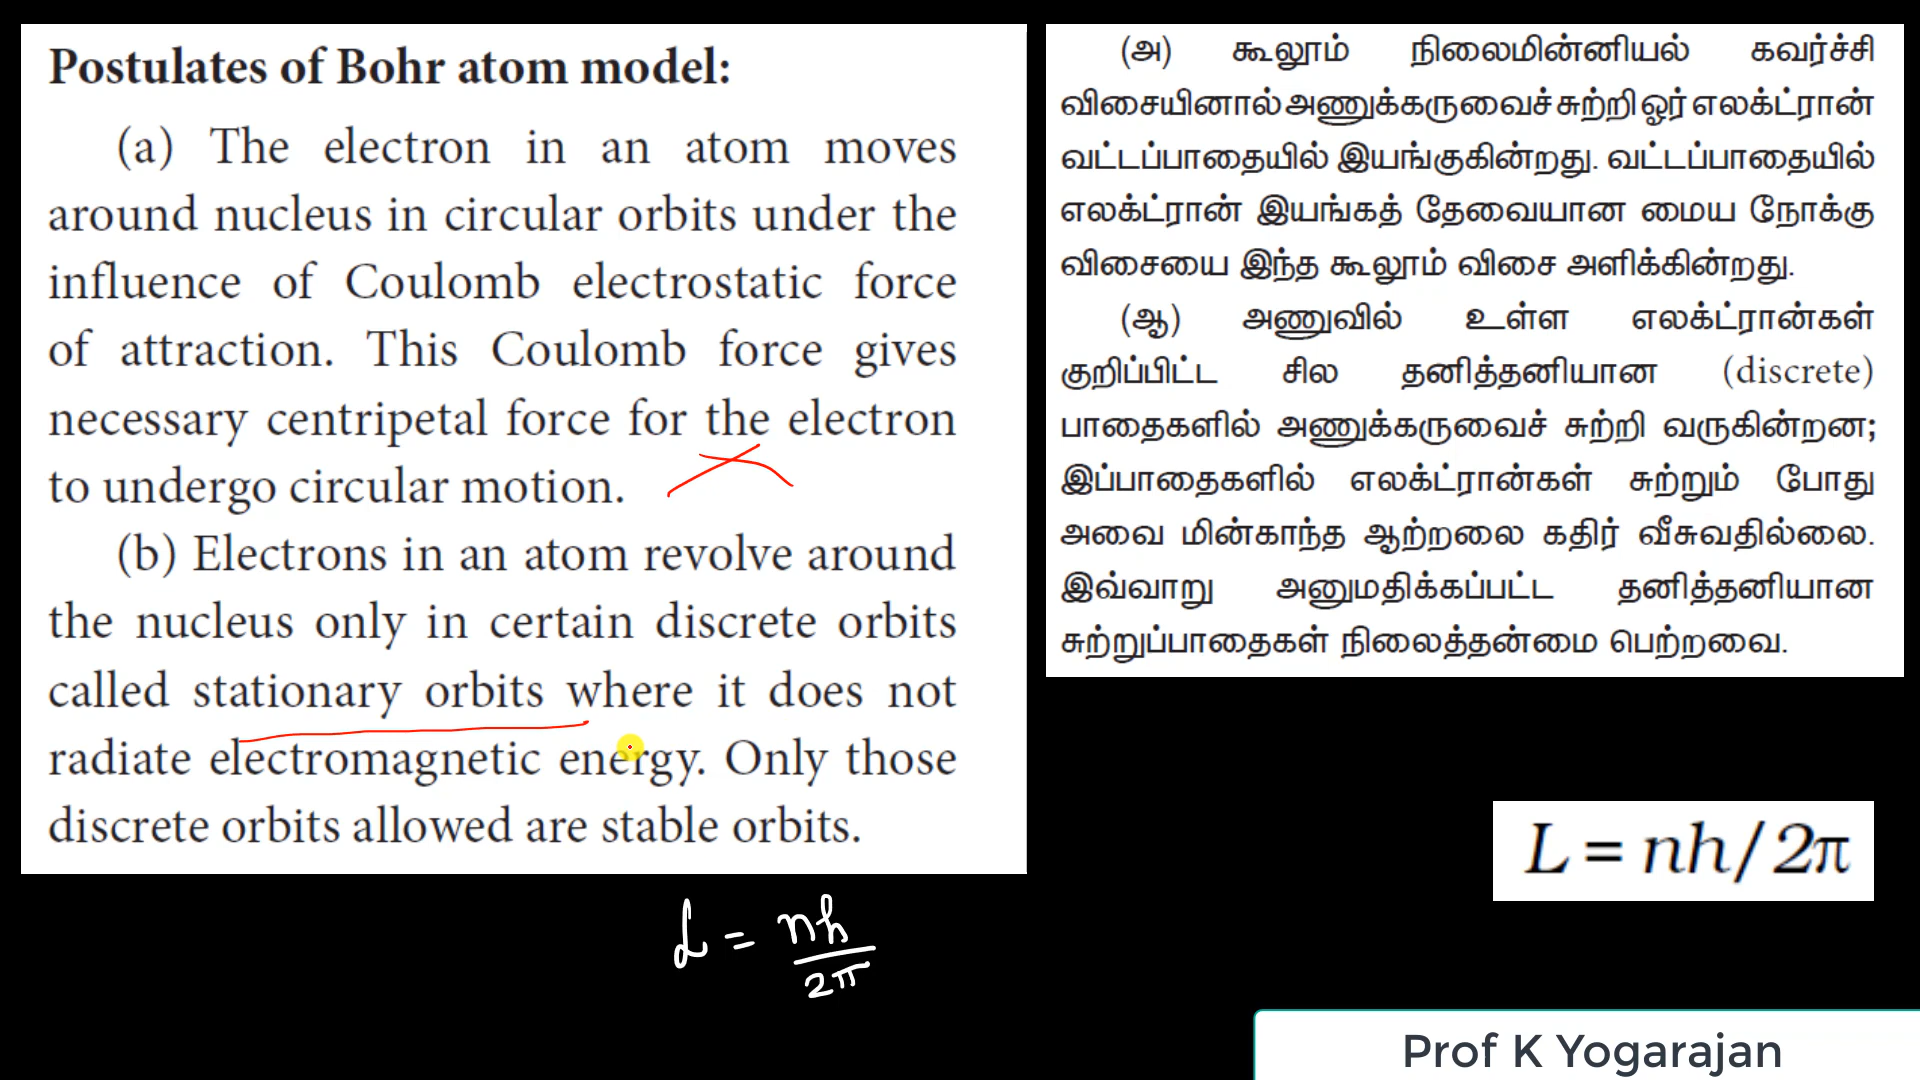 Postulates of Bohr atom model:
(a) The electron in an atom moves
around nucleus in circular orbits under the
influence of Coulomb electrostatic force
of attraction. This Coulomb force gives
necessary centripetal force for the electron
to undergo circular motion.
(b) Electrons in an atom revolve around
the nucleus only in certain discrete orbits
called stationary orbits where it does not
radiate electromagnetic energy. Only those
discrete orbits allowed are stable orbits.
(அ) கூலூம் நிலைமின்னியல் கவர்ச்சி
விசையினால் அணுக்கருவைச் சுற்றி ஓர் எலக்ட்ரான்
வட்டப்பாதையில் இயங்குகின்றது. வட்டப்பாதையில்
எலக்ட்ரான் இயங்கத் தேவையான மைய நோக்கு
விசையை இந்த கூலூம் விசை அளிக்கின்றது.
(ஆ) அணுவில் உள்ள எலக்ட்ரான்கள்
குறிப்பிட்ட சில தனித்தனியான (discrete)
பாதைகளில் அணுக்கருவைச் சுற்றி வருகின்றன;
இப்பாதைகளில் எலக்ட்ரான்கள் சுற்றும் போது
அவை மின்காந்த ஆற்றலை கதிர் வீசுவதில்லை.
இவ்வாறு அனுமதிக்கப்பட்ட தனித்தனியான
சுற்றுப்பாதைகள் நிலைத்தன்மை பெற்றவை.
L = nh/2π
L = nh
2π
Prof K Yogarajan